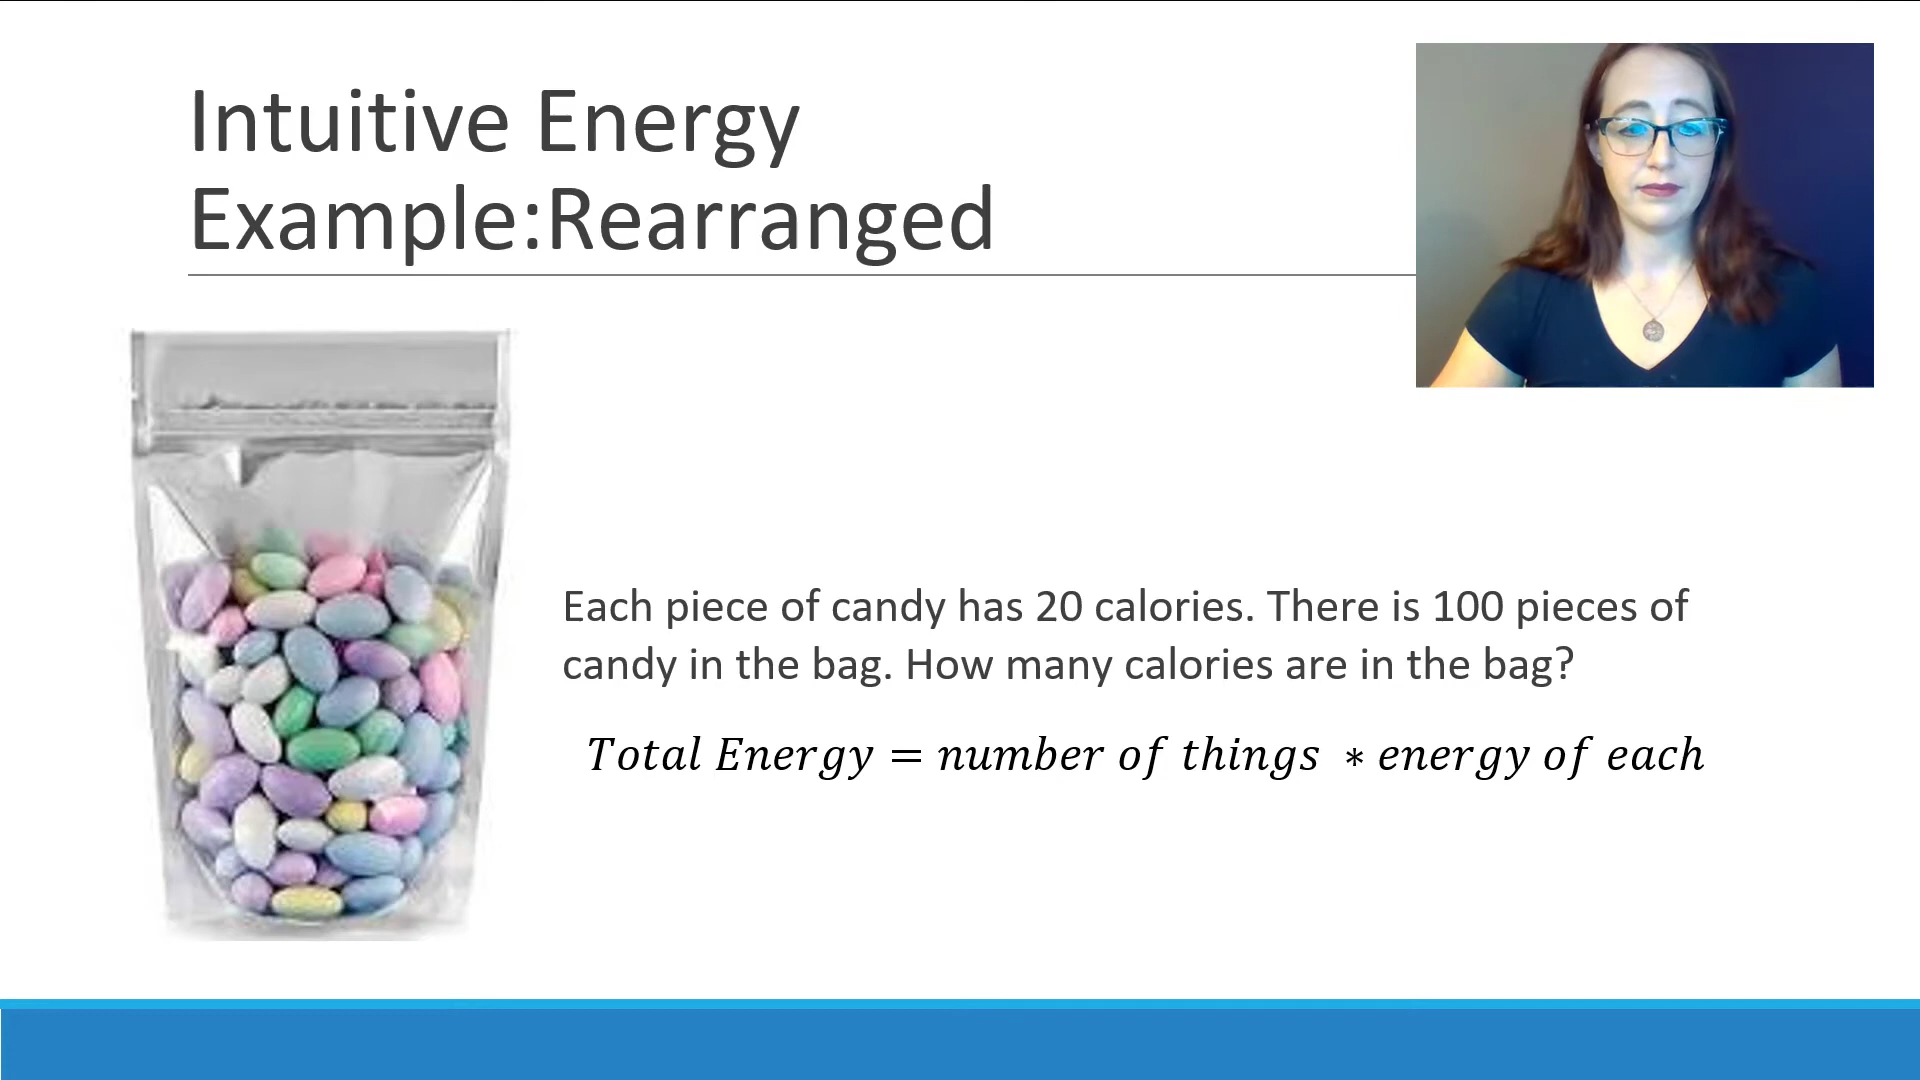 Intuitive Energy
Example:Rearranged
Each piece of candy has 20 calories. There is 100 pieces of
candy in the bag. How many calories are in the bag?
Total Energy = number of things * energy of each